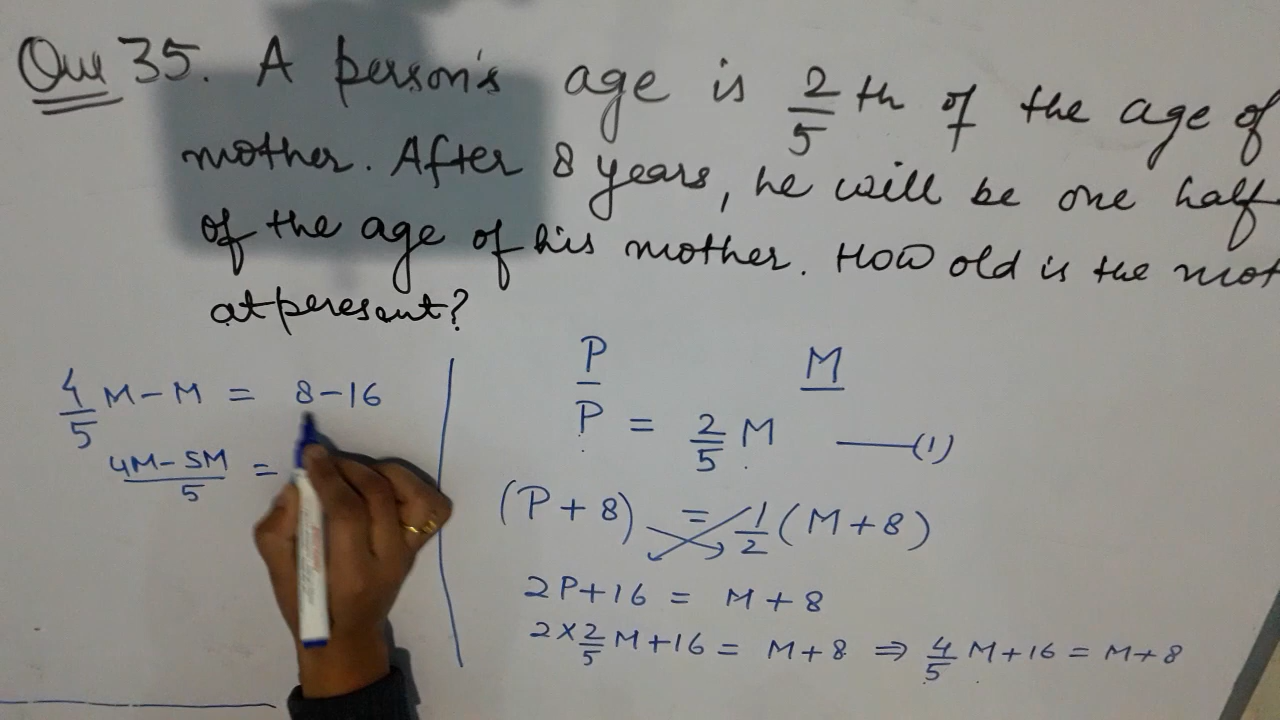 Que 35. A person's age is 2/5 th of the age of
mother. After 8 years, he will be one half
of the age of his mother. How old is the mot
at peresent?
4/5 M - M = 8 - 16
(4M - 5M)/5 =
P M
P = 2/5 M ——(1)
(P + 8) = 1/2 (M + 8)
2P + 16 = M + 8
2 × 2/5 M + 16 = M + 8 ⇒ 4/5 M + 16 = M + 8